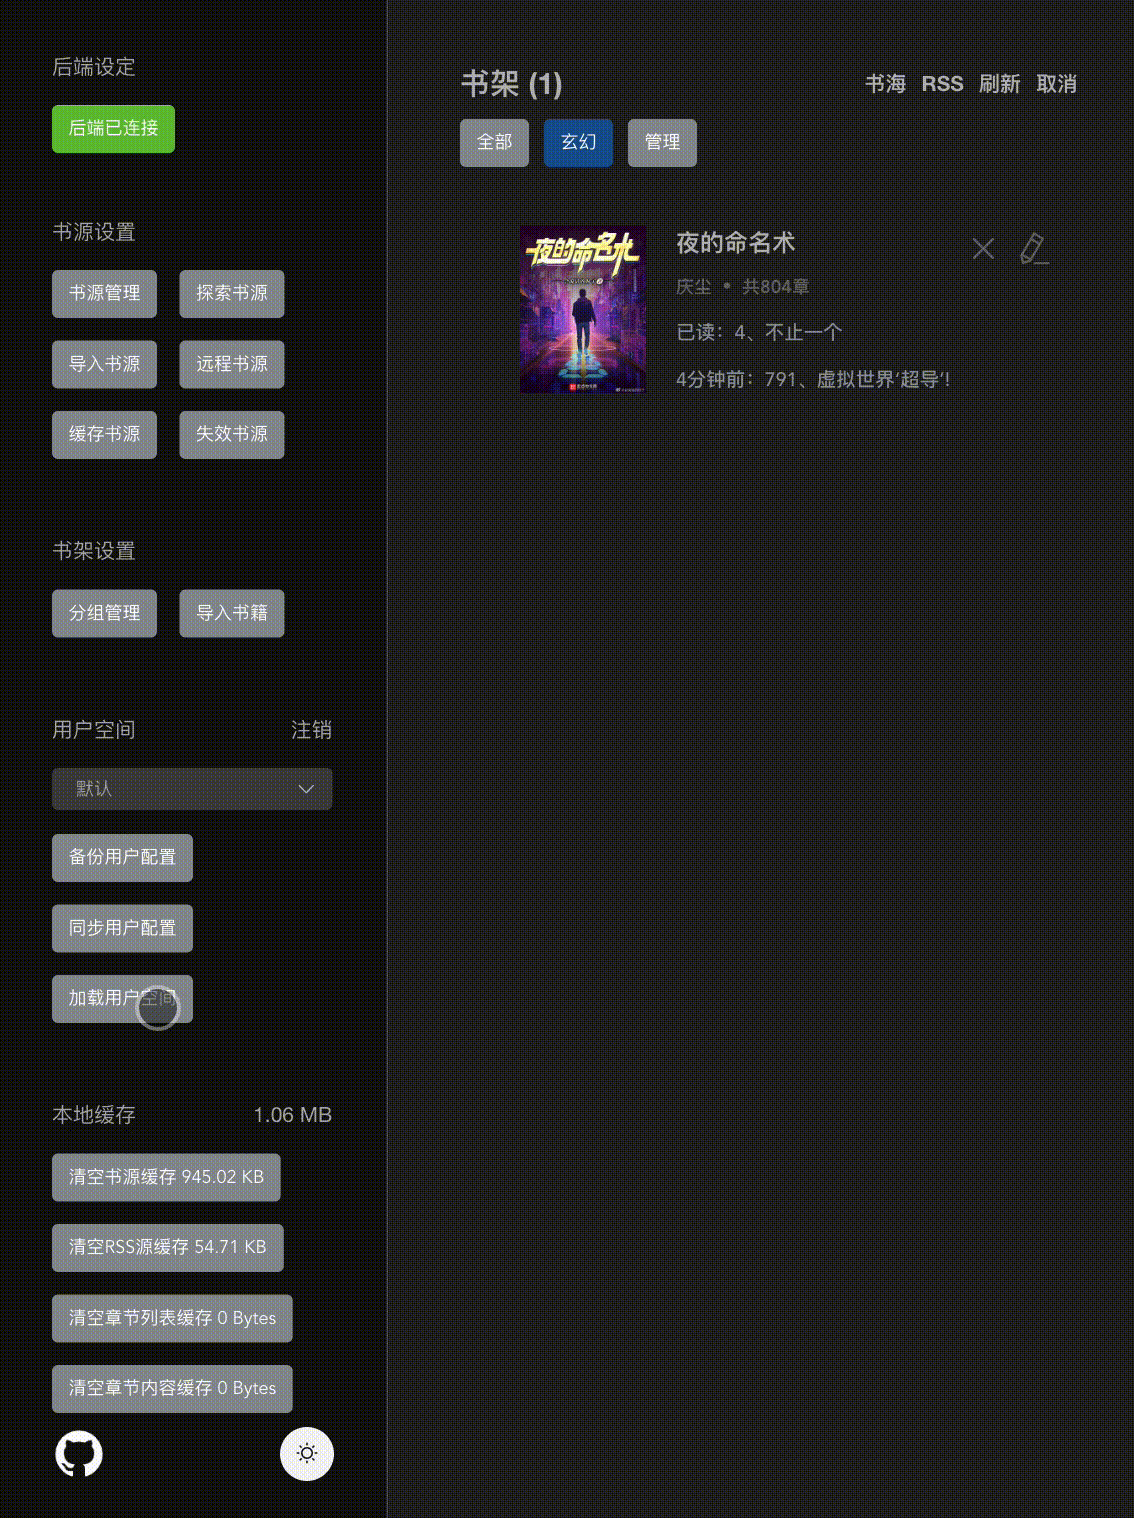 后端设定
后端已连接
书源设置
书源管理 探索书源
导入书源 远程书源
缓存书源 失效书源
书架设置
分组管理 导入书籍
用户空间 注销
默认
备份用户配置
同步用户配置
加载用户空间
本地缓存 1.06 MB
清空书源缓存 945.02 KB
清空RSS源缓存 54.71 KB
清空章节列表缓存 0 Bytes
清空章节内容缓存 0 Bytes
书架 (1) 书海 RSS 刷新 取消
全部 玄幻 管理
夜的命名术
夜的命名术
庆尘 • 共804章
已读：4、不止一个
4分钟前：791、虚拟世界‘超导’!